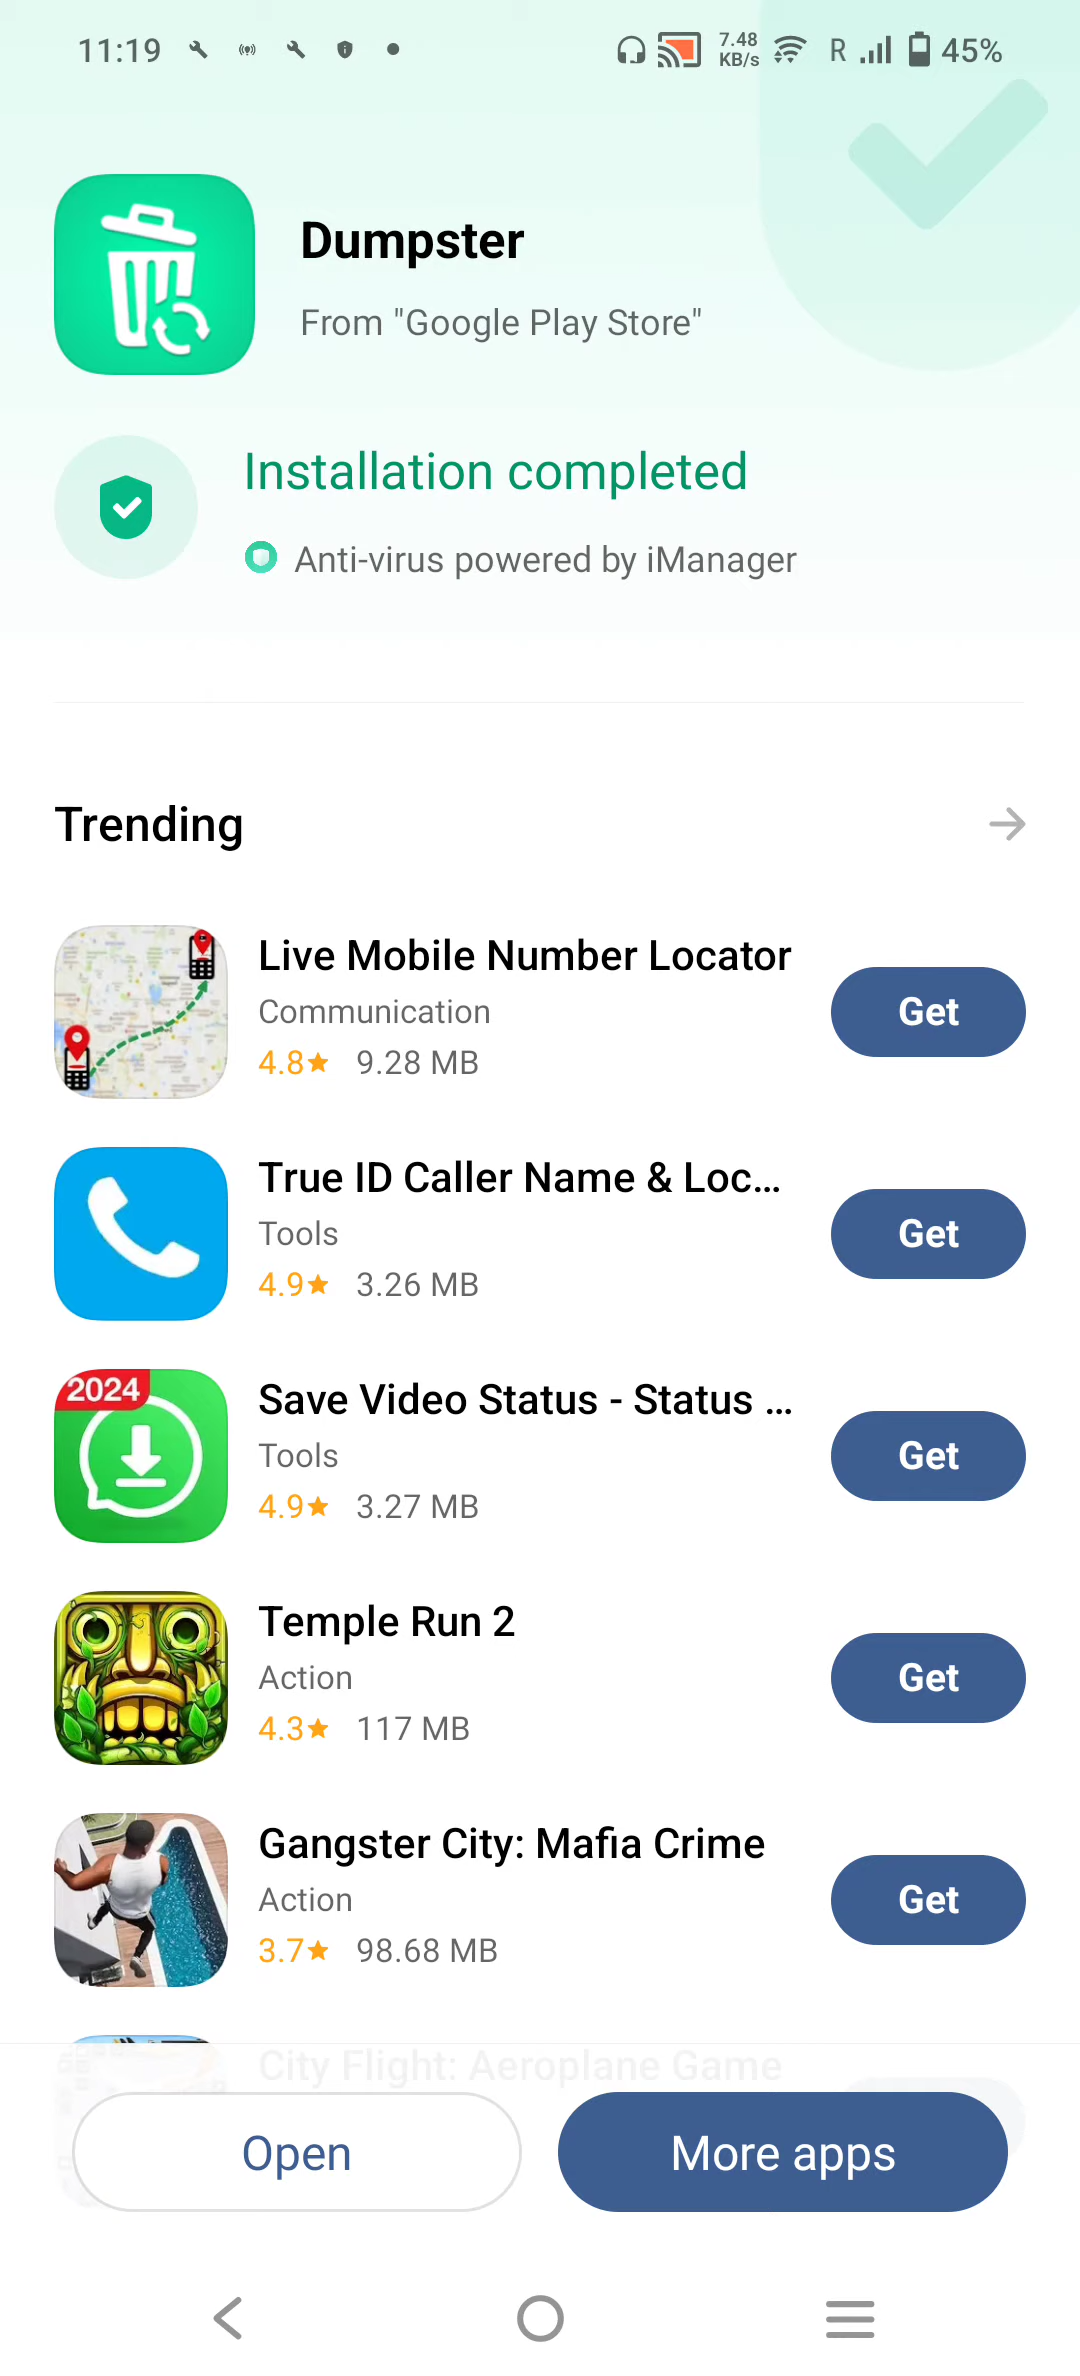 11:19
7.48
KB/s
R
45%
Dumpster
From "Google Play Store"
Installation completed
Anti-virus powered by iManager
Trending
Live Mobile Number Locator
Communication
4.8★ 9.28 MB
Get
True ID Caller Name & Loc...
Tools
4.9★ 3.26 MB
Get
2024
Save Video Status - Status ...
Tools
4.9★ 3.27 MB
Get
Temple Run 2
Action
4.3★ 117 MB
Get
Gangster City: Mafia Crime
Action
3.7★ 98.68 MB
Get
City Flight: Aeroplane Game
Open
More apps